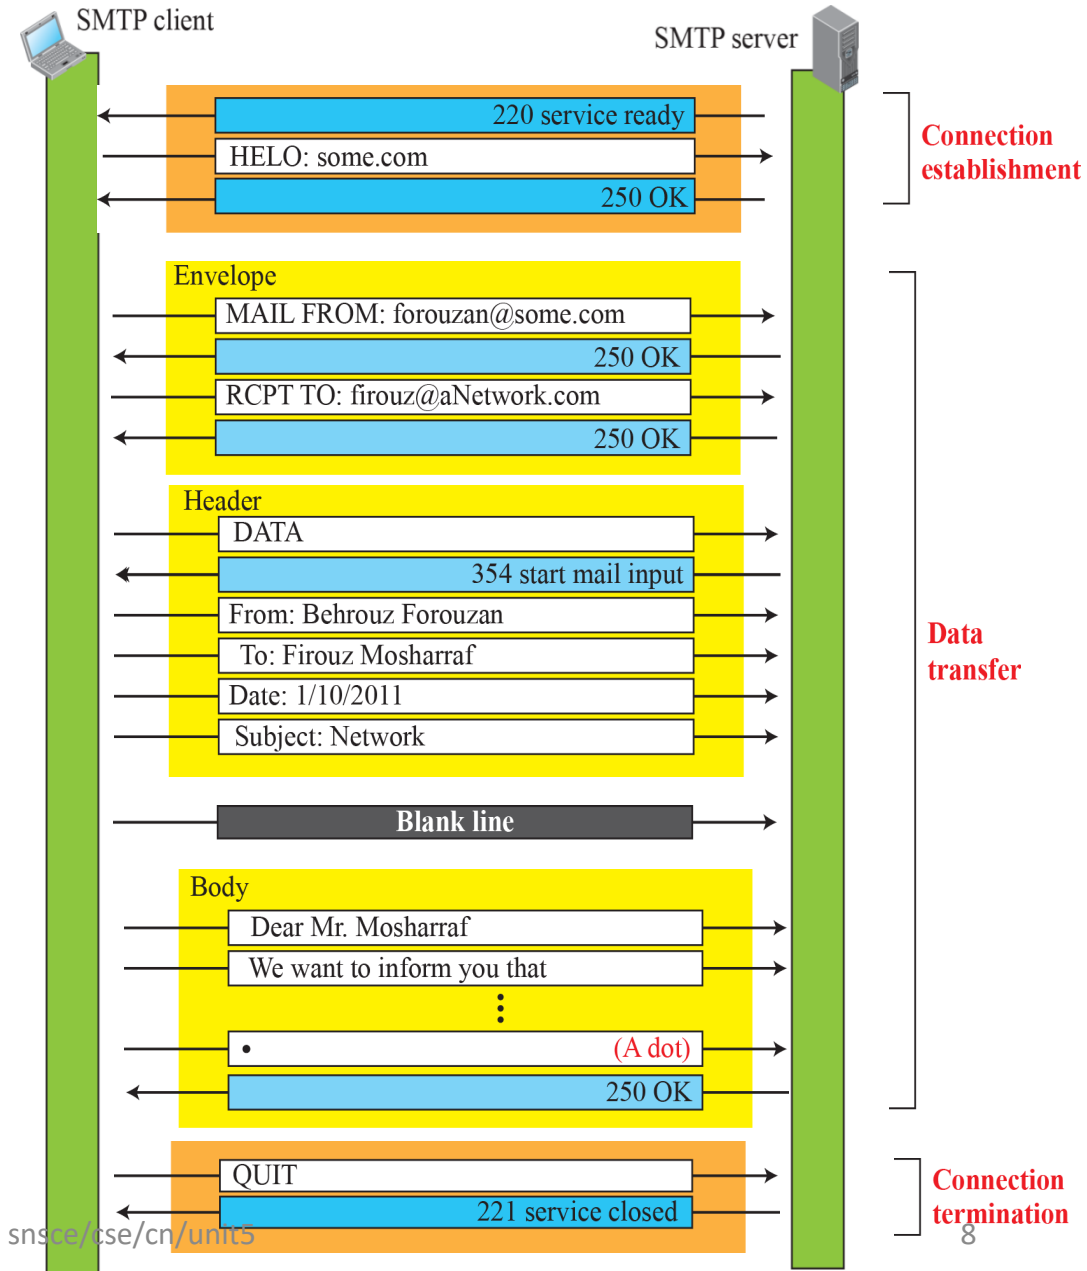 SMTP client
SMTP server
220 service ready
HELO: some.com
250 OK
Connection
establishment
Envelope
MAIL FROM: forouzan@some.com
250 OK
RCPT TO: firouz@aNetwork.com
250 OK
Header
DATA
354 start mail input
From: Behrouz Forouzan
To: Firouz Mosharraf
Date: 1/10/2011
Subject: Network
Data
transfer
Blank line
Body
Dear Mr. Mosharraf
We want to inform you that
• (A dot)
250 OK
QUIT
221 service closed
Connection
termination
snsce/cse/cn/unit5
8